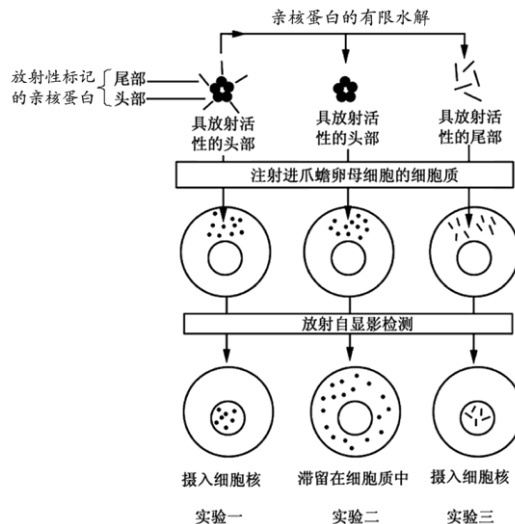 亲核蛋白的有限水解
放射性标记
的亲核蛋白
尾部
头部
具放射活
性的头部
具放射活
性的头部
具放射活
性的尾部
注射进爪蟾卵母细胞的细胞质
放射自显影检测
摄入细胞核
滞留在细胞质中
摄入细胞核
实验一
实验二
实验三